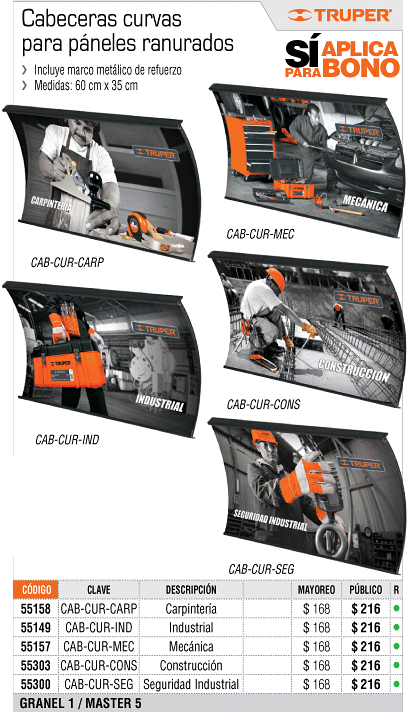 Cabeceras curvas
para páneles ranurados
TRUPER®
SÍ APLICA
PARA BONO
› Incluye marco metálico de refuerzo
› Medidas: 60 cm x 35 cm
TRUPER
CARPINTERÍA
CAB-CUR-CARP
TRUPER
MECÁNICA
CAB-CUR-MEC
TRUPER
TRUPER
INDUSTRIAL
CAB-CUR-IND
TRUPER
CONSTRUCCION
CAB-CUR-CONS
TRUPER
SEGURIDAD INDUSTRIAL
CAB-CUR-SEG
CÓDIGO CLAVE DESCRIPCIÓN MAYOREO PÚBLICO R
55158 CAB-CUR-CARP Carpintería $ 168 $ 216
55149 CAB-CUR-IND Industrial $ 168 $ 216
55157 CAB-CUR-MEC Mecánica $ 168 $ 216
55303 CAB-CUR-CONS Construcción $ 168 $ 216
55300 CAB-CUR-SEG Seguridad Industrial $ 168 $ 216
GRANEL 1 / MASTER 5